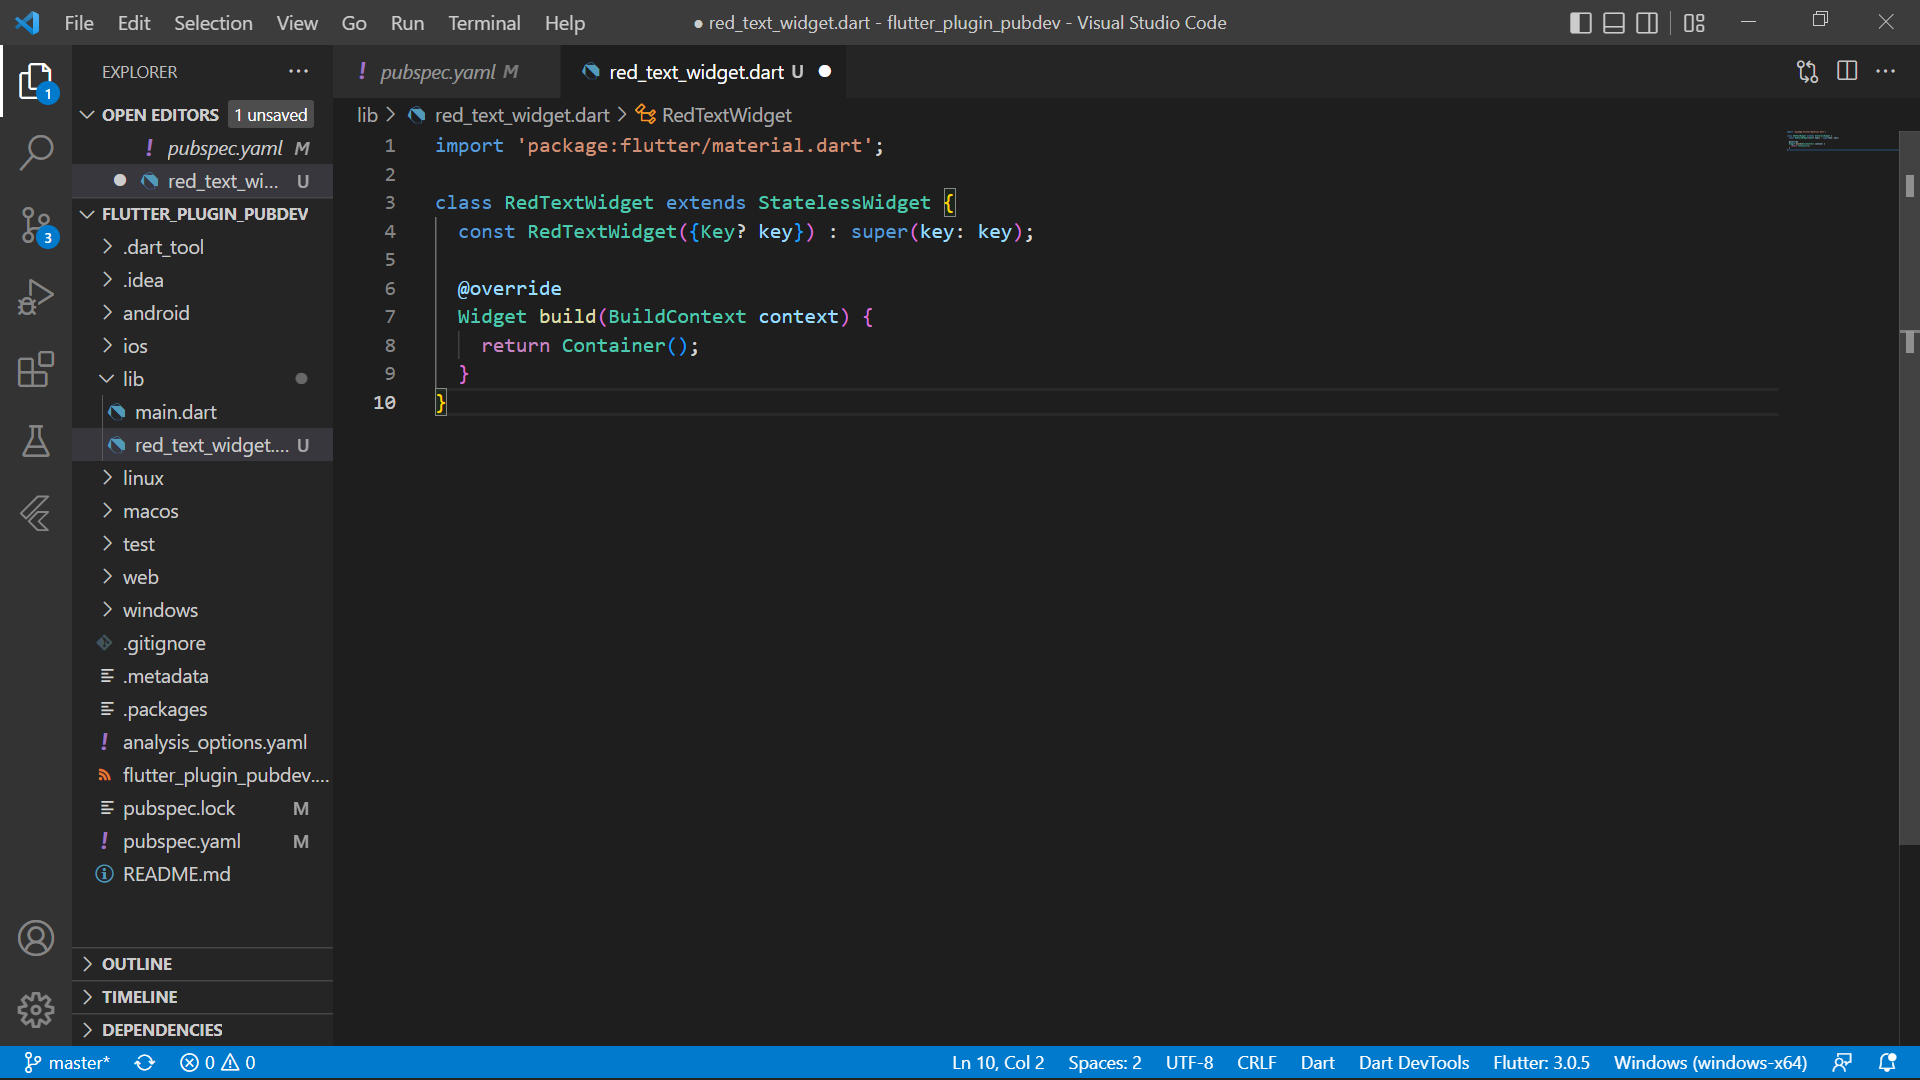 File Edit Selection View Go Run Terminal Help
● red_text_widget.dart - flutter_plugin_pubdev - Visual Studio Code
EXPLORER
1
OPEN EDITORS 1 unsaved
! pubspec.yaml M
red_text_wi... U
FLUTTER_PLUGIN_PUBDEV
3
.dart_tool
.idea
android
ios
lib
main.dart
red_text_widget.... U
linux
macos
test
web
windows
.gitignore
.metadata
.packages
! analysis_options.yaml
flutter_plugin_pubdev....
pubspec.lock M
! pubspec.yaml M
README.md
OUTLINE
TIMELINE
DEPENDENCIES
! pubspec.yaml M
red_text_widget.dart U ●
lib > red_text_widget.dart > RedTextWidget
1 import 'package:flutter/material.dart';
2
3 class RedTextWidget extends StatelessWidget {
4 const RedTextWidget({Key? key}) : super(key: key);
5
6 @override
7 Widget build(BuildContext context) {
8 return Container();
9 }
10 }
master* 0 0 Ln 10, Col 2 Spaces: 2 UTF-8 CRLF Dart Dart DevTools Flutter: 3.0.5 Windows (windows-x64)